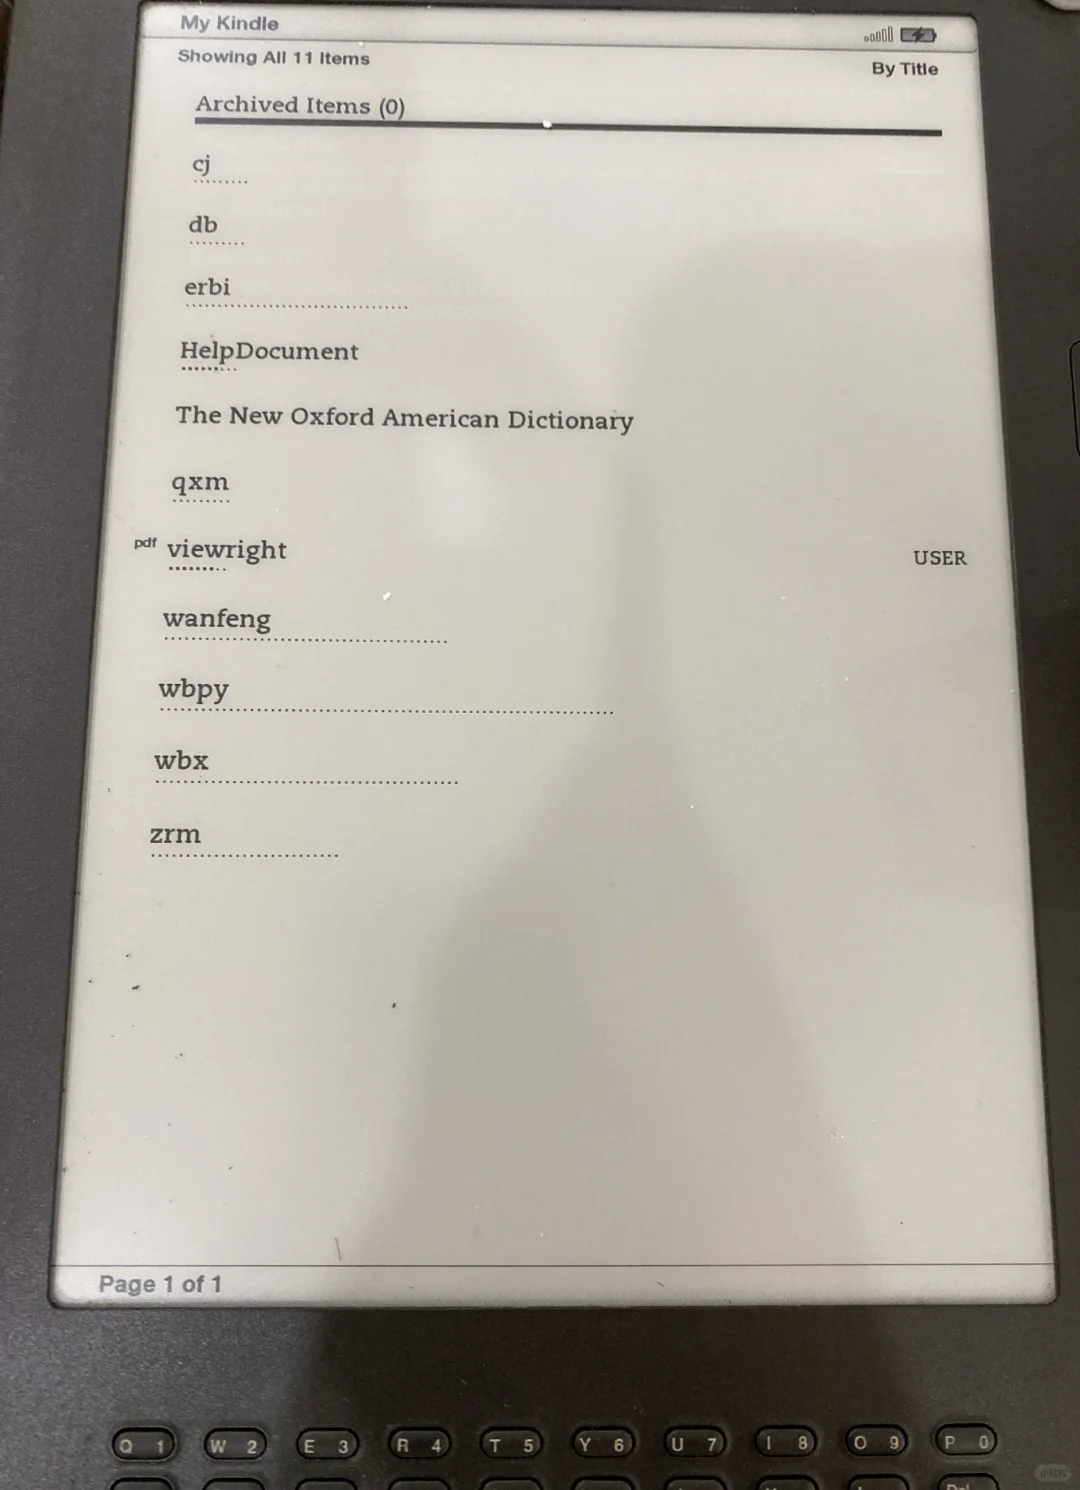 My Kindle
Showing All 11 Items
By Title
Archived Items (0)
cj
db
erbi
HelpDocument
The New Oxford American Dictionary
qxm
pdf viewright USER
wanfeng
wbpy
wbx
zrm
Page 1 of 1
Q 1 W 2 E 3 R 4 T 5 Y 6 U 7 I 8 O 9 P 0